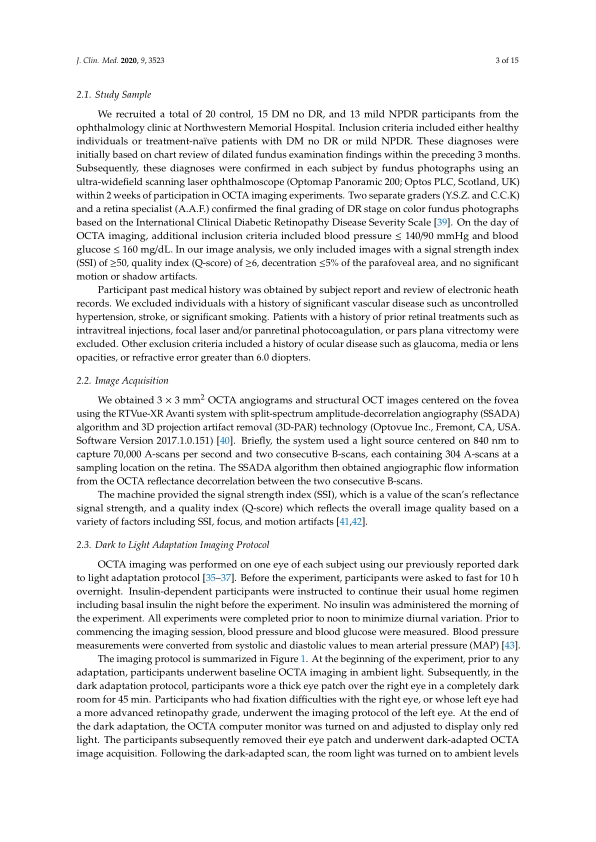 J. Clin. Med. 2020, 9, 3523
3 of 15
2.1. Study Sample
We recruited a total of 20 control, 15 DM no DR, and 13 mild NPDR participants from the
ophthalmology clinic at Northwestern Memorial Hospital. Inclusion criteria included either healthy
individuals or treatment-naïve patients with DM no DR or mild NPDR. These diagnoses were
initially based on chart review of dilated fundus examination findings within the preceding 3 months.
Subsequently, these diagnoses were confirmed in each subject by fundus photographs using an
ultra-widefield scanning laser ophthalmoscope (Optomap Panoramic 200; Optos PLC, Scotland, UK)
within 2 weeks of participation in OCTA imaging experiments. Two separate graders (Y.S.Z. and C.C.K)
and a retina specialist (A.A.F.) confirmed the final grading of DR stage on color fundus photographs
based on the International Clinical Diabetic Retinopathy Disease Severity Scale [39]. On the day of
OCTA imaging, additional inclusion criteria included blood pressure ≤ 140/90 mmHg and blood
glucose ≤ 160 mg/dL. In our image analysis, we only included images with a signal strength index
(SSI) of ≥50, quality index (Q-score) of ≥6, decentration ≤5% of the parafoveal area, and no significant
motion or shadow artifacts.
Participant past medical history was obtained by subject report and review of electronic heath
records. We excluded individuals with a history of significant vascular disease such as uncontrolled
hypertension, stroke, or significant smoking. Patients with a history of prior retinal treatments such as
intravitreal injections, focal laser and/or panretinal photocoagulation, or pars plana vitrectomy were
excluded. Other exclusion criteria included a history of ocular disease such as glaucoma, media or lens
opacities, or refractive error greater than 6.0 diopters.
2.2. Image Acquisition
We obtained 3 × 3 mm² OCTA angiograms and structural OCT images centered on the fovea
using the RTVue-XR Avanti system with split-spectrum amplitude-decorrelation angiography (SSADA)
algorithm and 3D projection artifact removal (3D-PAR) technology (Optovue Inc., Fremont, CA, USA.
Software Version 2017.1.0.151) [40]. Briefly, the system used a light source centered on 840 nm to
capture 70,000 A-scans per second and two consecutive B-scans, each containing 304 A-scans at a
sampling location on the retina. The SSADA algorithm then obtained angiographic flow information
from the OCTA reflectance decorrelation between the two consecutive B-scans.
The machine provided the signal strength index (SSI), which is a value of the scan's reflectance
signal strength, and a quality index (Q-score) which reflects the overall image quality based on a
variety of factors including SSI, focus, and motion artifacts [41,42].
2.3. Dark to Light Adaptation Imaging Protocol
OCTA imaging was performed on one eye of each subject using our previously reported dark
to light adaptation protocol [35–37]. Before the experiment, participants were asked to fast for 10 h
overnight. Insulin-dependent participants were instructed to continue their usual home regimen
including basal insulin the night before the experiment. No insulin was administered the morning of
the experiment. All experiments were completed prior to noon to minimize diurnal variation. Prior to
commencing the imaging session, blood pressure and blood glucose were measured. Blood pressure
measurements were converted from systolic and diastolic values to mean arterial pressure (MAP) [43].
The imaging protocol is summarized in Figure 1. At the beginning of the experiment, prior to any
adaptation, participants underwent baseline OCTA imaging in ambient light. Subsequently, in the
dark adaptation protocol, participants wore a thick eye patch over the right eye in a completely dark
room for 45 min. Participants who had fixation difficulties with the right eye, or whose left eye had
a more advanced retinopathy grade, underwent the imaging protocol of the left eye. At the end of
the dark adaptation, the OCTA computer monitor was turned on and adjusted to display only red
light. The participants subsequently removed their eye patch and underwent dark-adapted OCTA
image acquisition. Following the dark-adapted scan, the room light was turned on to ambient levels